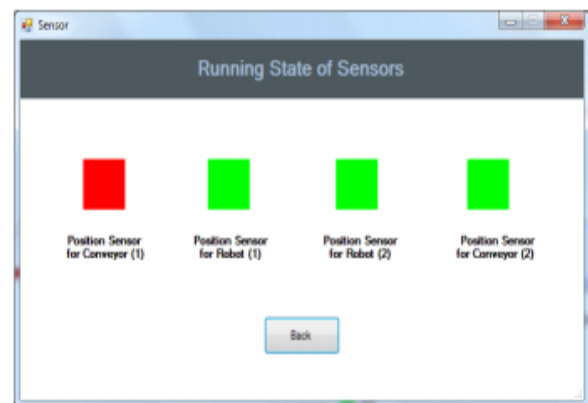 Sensor
Running State of Sensors
Position Sensor
for Conveyor (1)
Position Sensor
for Robot (1)
Position Sensor
for Robot (2)
Position Sensor
for Conveyor (2)
Back